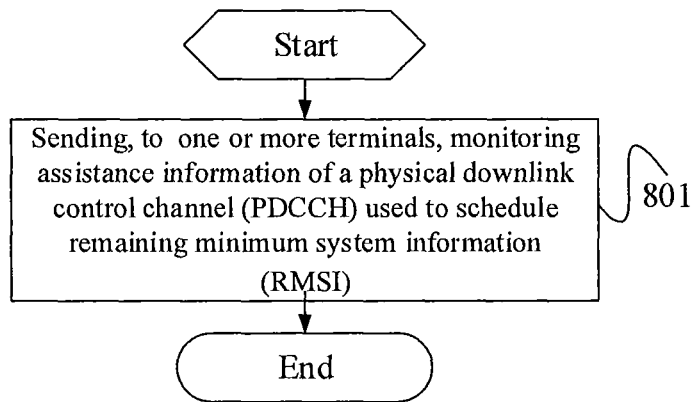 Start
Sending, to one or more terminals, monitoring
assistance information of a physical downlink
control channel (PDCCH) used to schedule
remaining minimum system information
(RMSI)
801
End